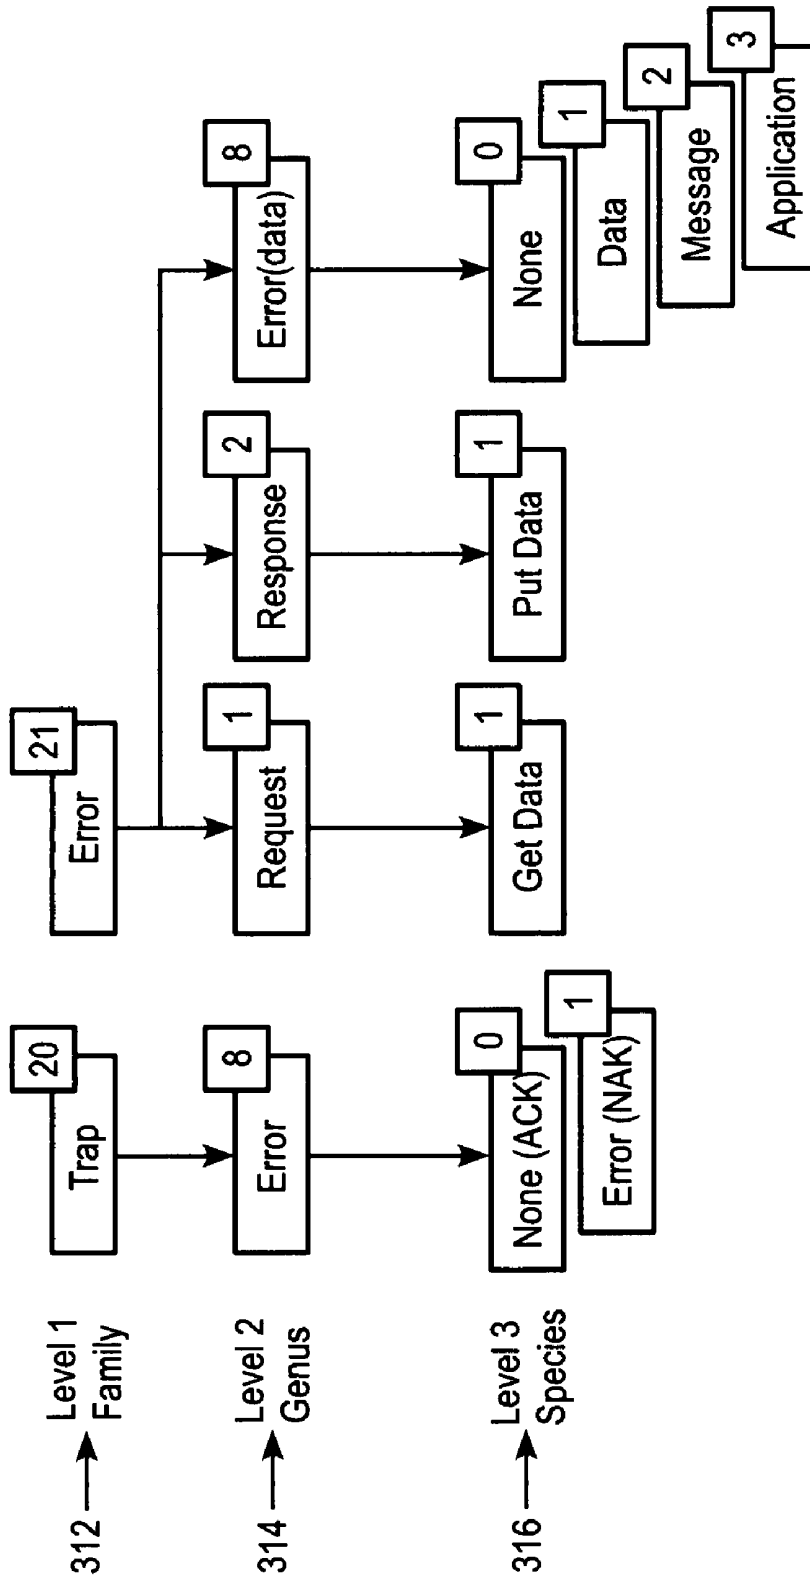 312
Level 1
Family
Trap
20
Error
21
314
Level 2
Genus
Error
8
Request
1
Response
2
Error(data)
8
316
Level 3
Species
None (ACK)
0
Error (NAK)
1
Get Data
1
Put Data
1
None
0
Data
1
Message
2
Application
3